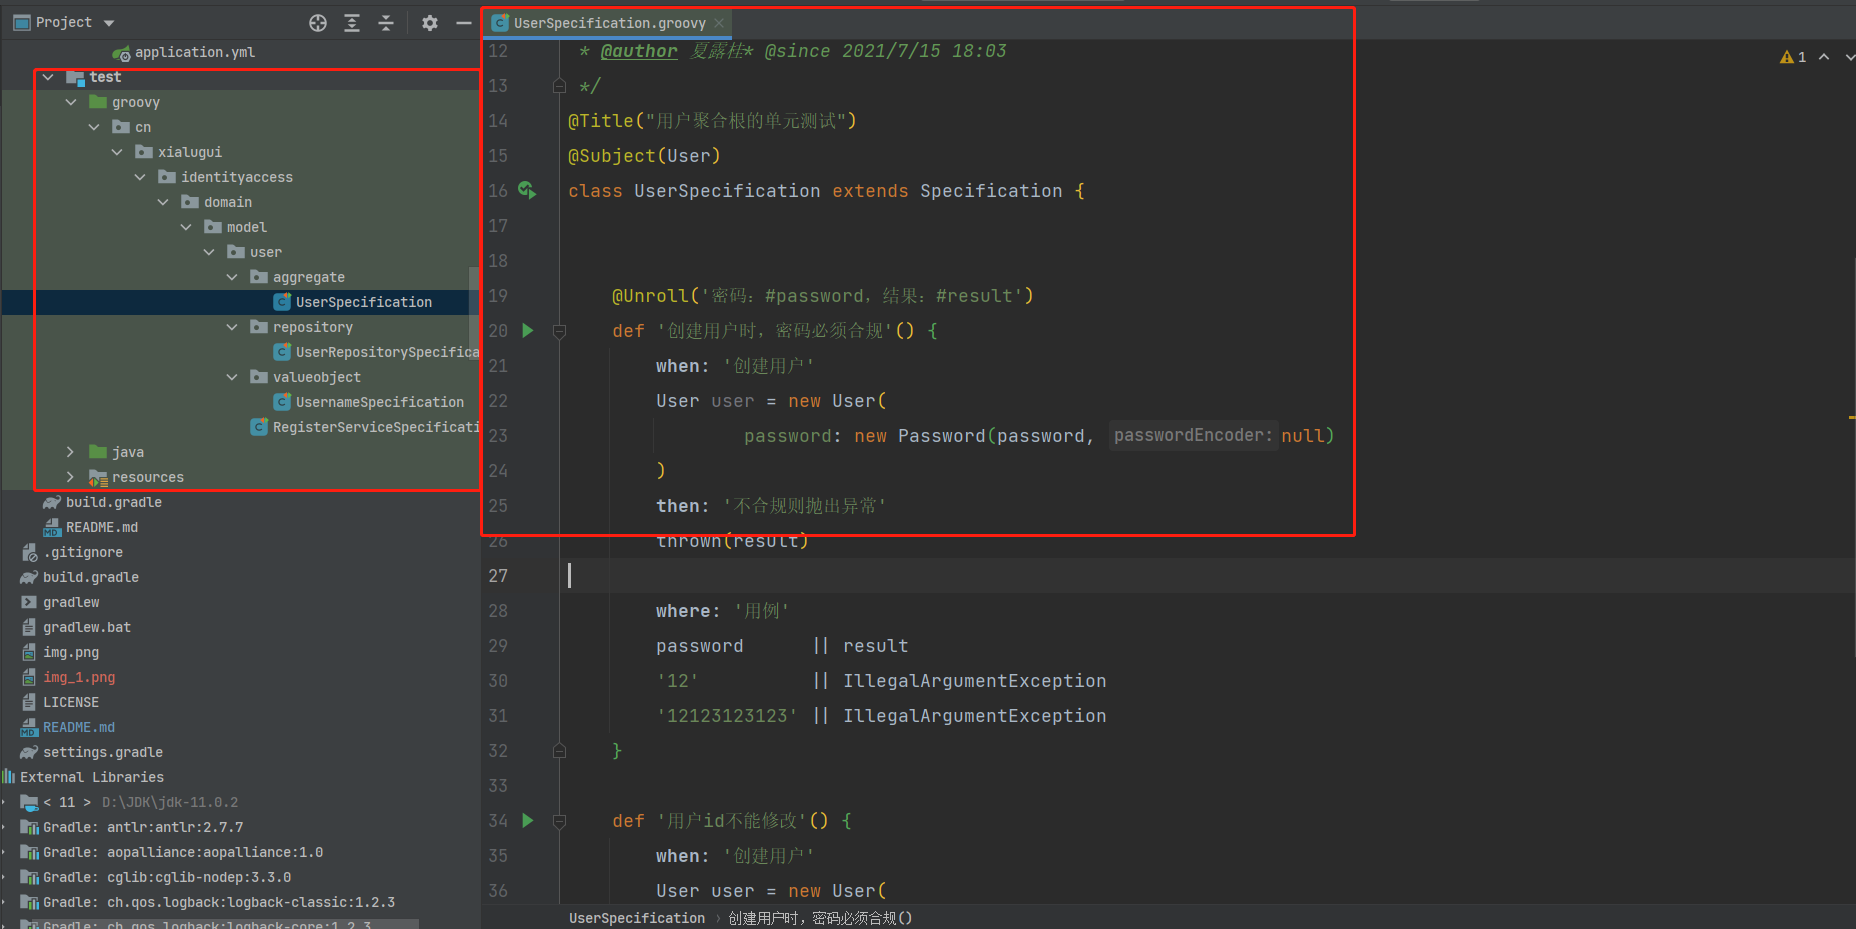 Project
application.yml
test
groovy
cn
xialugui
identityaccess
domain
model
user
aggregate
UserSpecification
repository
UserRepositorySpecifica
valueobject
UsernameSpecification
RegisterServiceSpecificati
java
resources
build.gradle
README.md
.gitignore
build.gradle
gradlew
gradlew.bat
img.png
img_1.png
LICENSE
README.md
settings.gradle
External Libraries
< 11 > D:\JDK\jdk-11.0.2
Gradle: antlr:antlr:2.7.7
Gradle: aopalliance:aopalliance:1.0
Gradle: cglib:cglib-nodep:3.3.0
Gradle: ch.qos.logback:logback-classic:1.2.3
Gradle: ch.qos.logback:logback-core:1.2.3
UserSpecification.groovy
1
12 * @author 夏露桂* @since 2021/7/15 18:03
13 */
14 @Title("用户聚合根的单元测试")
15 @Subject(User)
16 class UserSpecification extends Specification {
17
18
19 @Unroll('密码: #password, 结果: #result')
20 def '创建用户时, 密码必须合规'() {
21 when: '创建用户'
22 User user = new User(
23 password: new Password(password, passwordEncoder: null)
24 )
25 then: '不合规则抛出异常'
26 thrown(result)
27
28 where: '用例'
29 password || result
30 '12' || IllegalArgumentException
31 '12123123123' || IllegalArgumentException
32 }
33
34 def '用户id不能修改'() {
35 when: '创建用户'
36 User user = new User(
UserSpecification › 创建用户时, 密码必须合规()